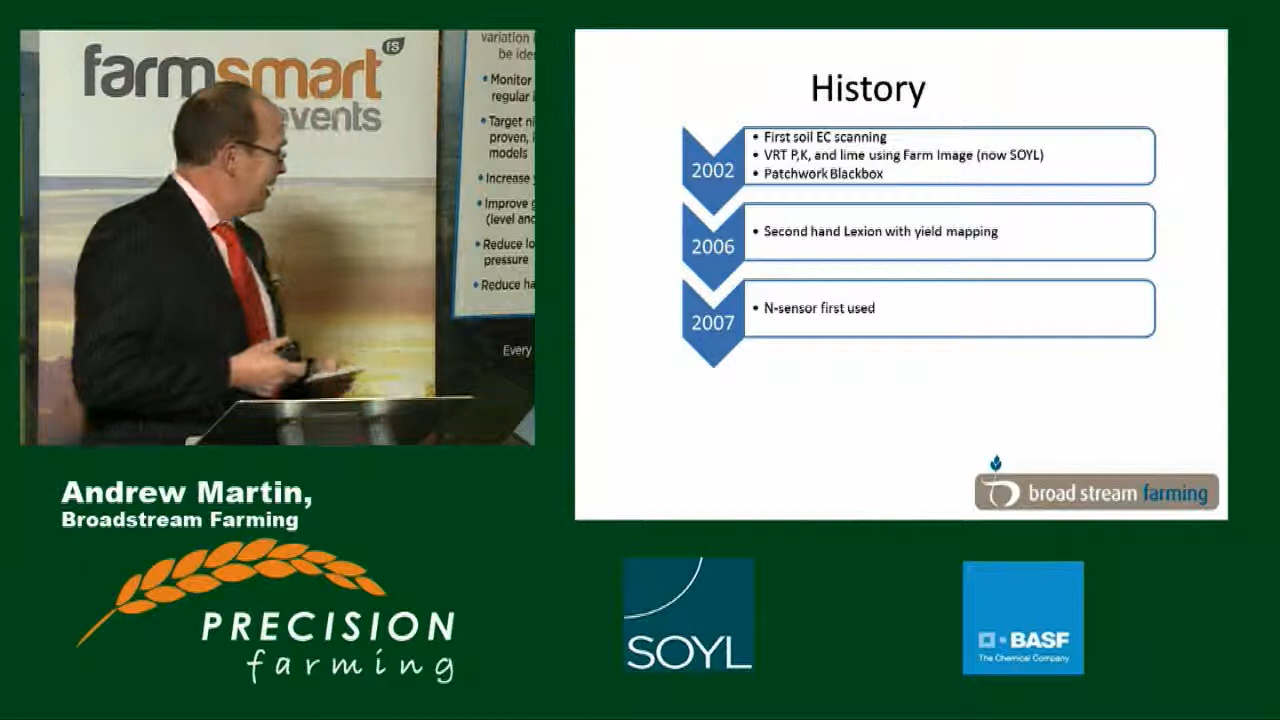 farmsmart
FS
events
variation
be ide
• Monitor
regular
• Target
proven,
models
• Increase
• Improve
(level and
• Reduce lo
pressure
• Reduce ha
Every
History
2002
• First soil EC scanning
• VRT P,K, and lime using Farm Image (now SOYL)
• Patchwork Blackbox
2006
• Second hand Lexion with yield mapping
2007
• N-sensor first used
broad stream farming
Andrew Martin,
Broadstream Farming
PRECISION
farming
SOYL
BASF
The Chemical Company